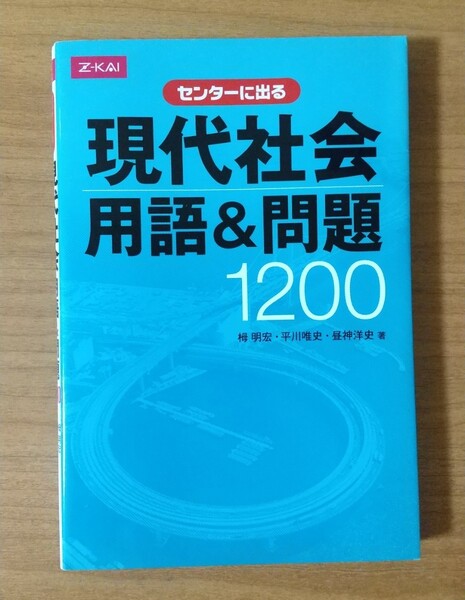 Z-KAI
センターに出る
現代社会
用語&問題
1200
栂 明宏・平川唯史・昼神洋史 著